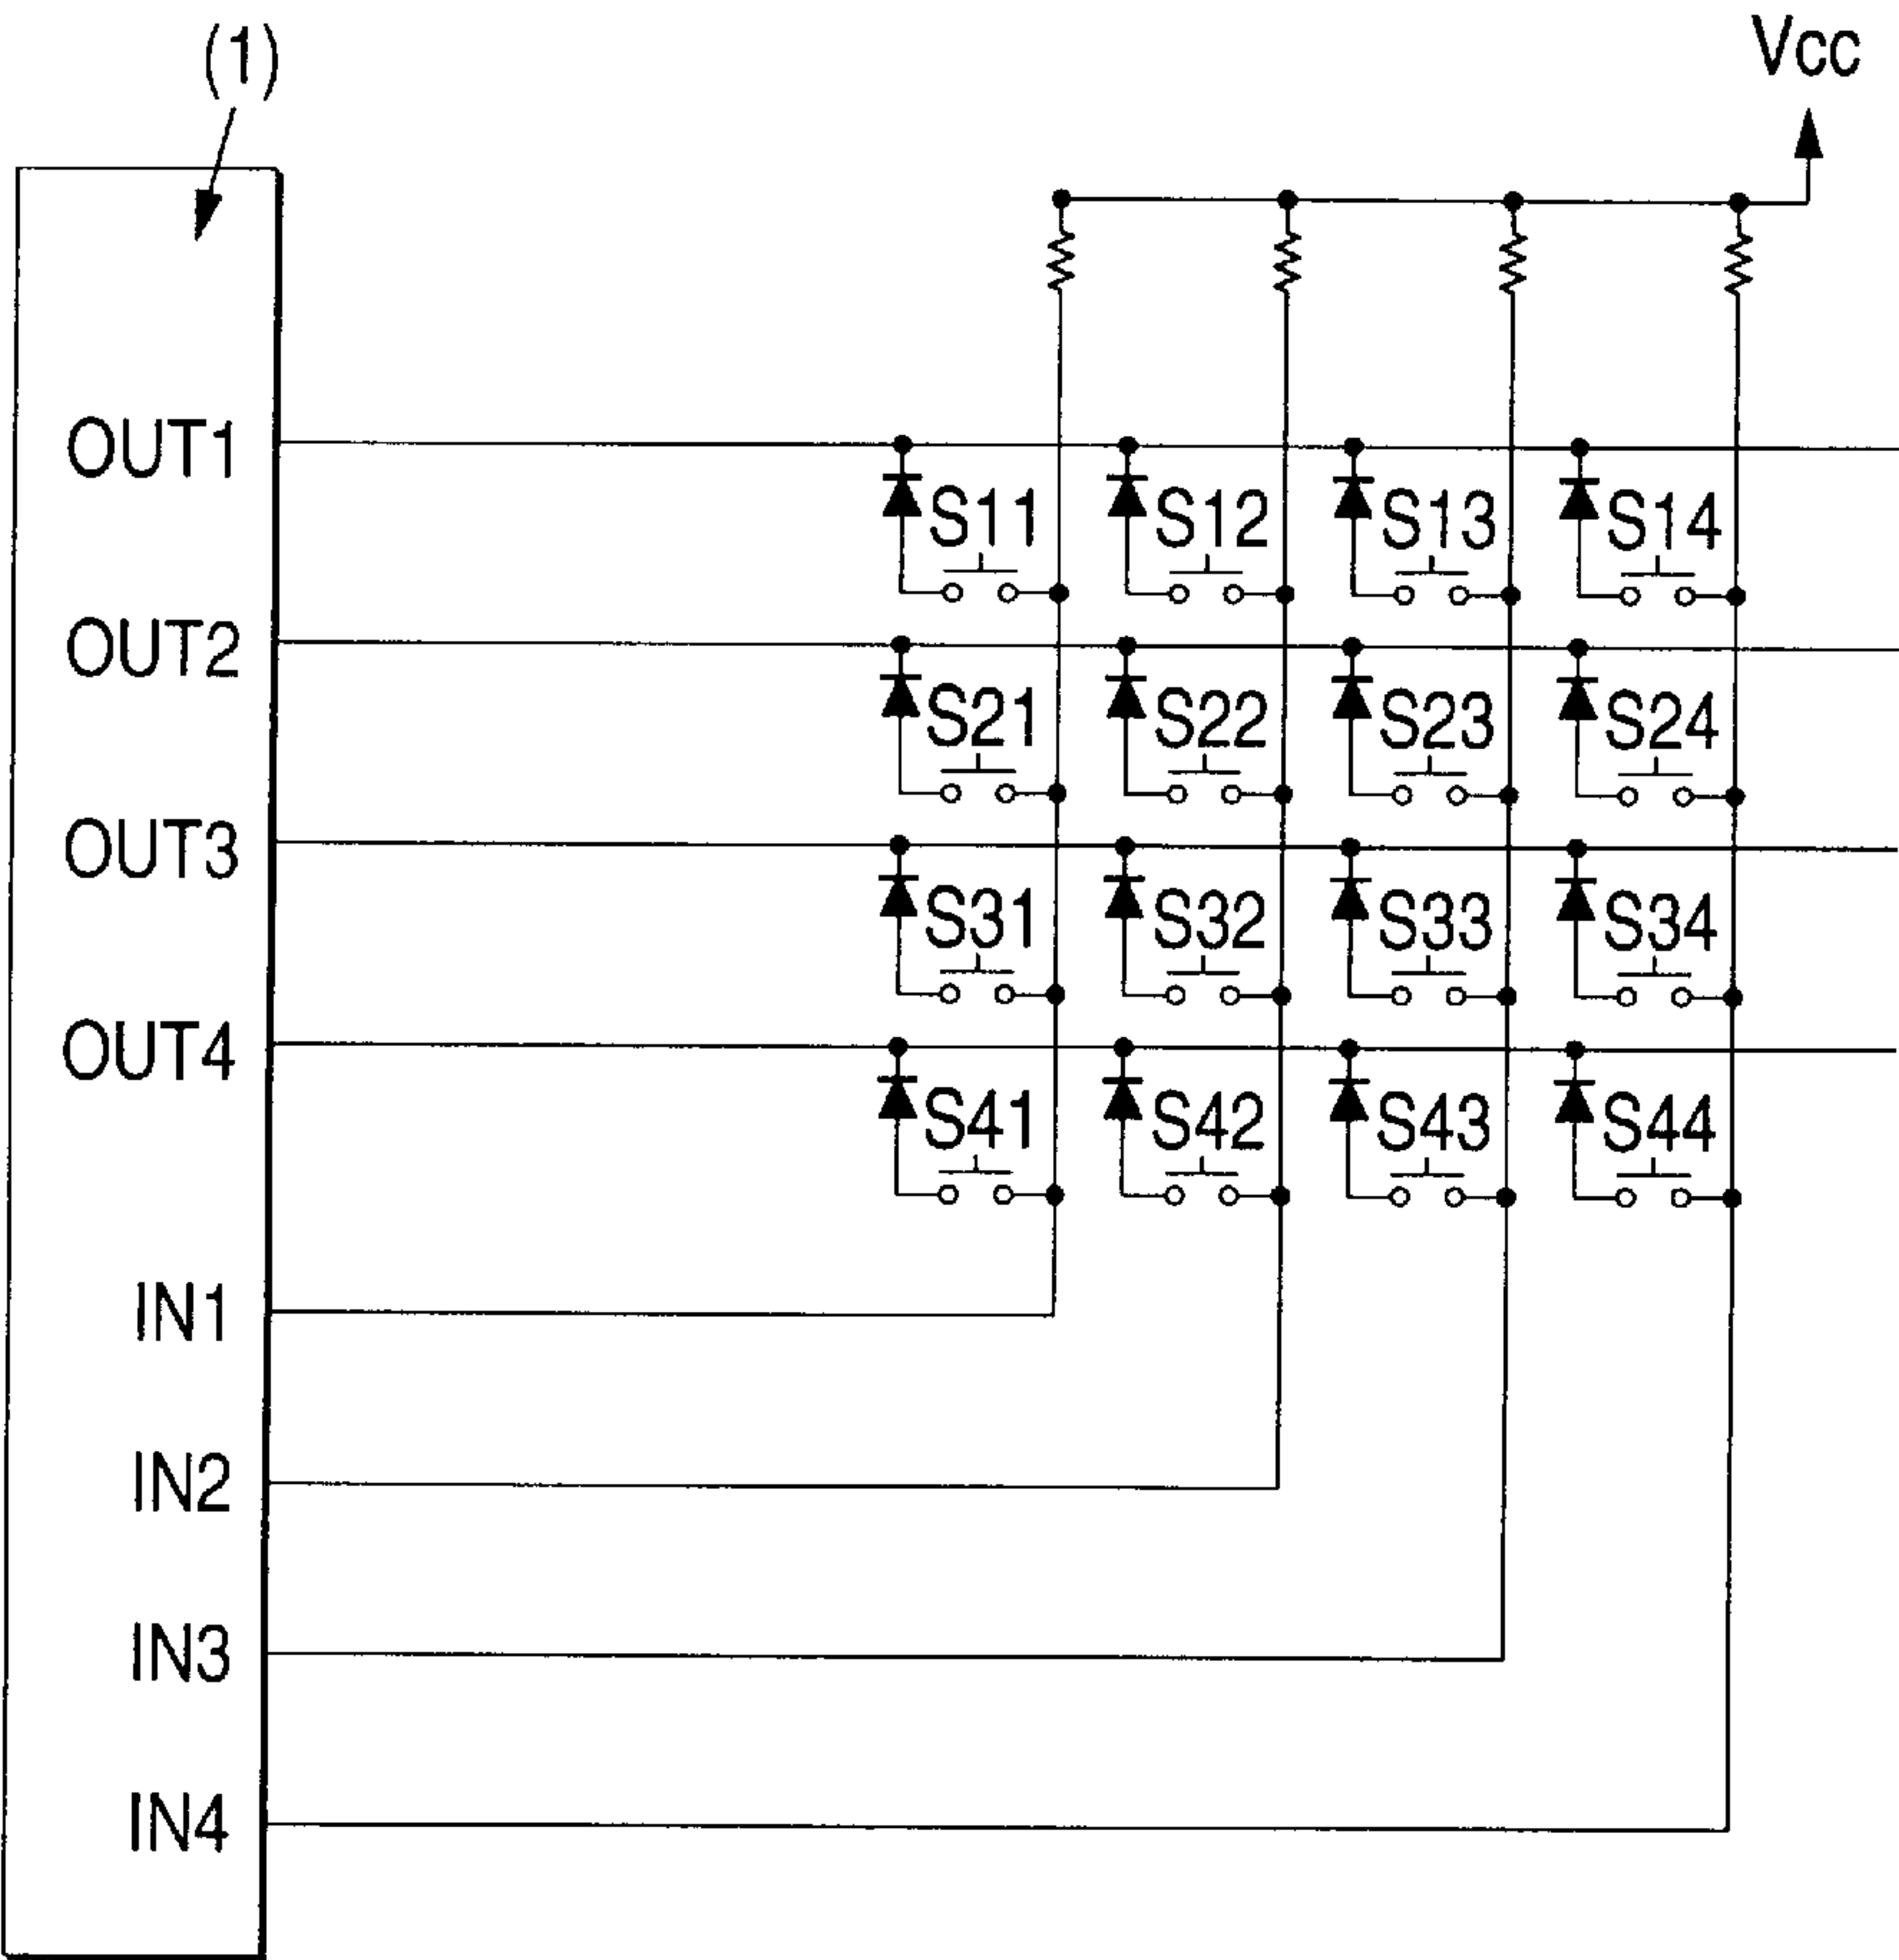 (1)
Vcc
OUT1
S11 S12 S13 S14
OUT2
S21 S22 S23 S24
OUT3
S31 S32 S33 S34
OUT4
S41 S42 S43 S44
IN1
IN2
IN3
IN4